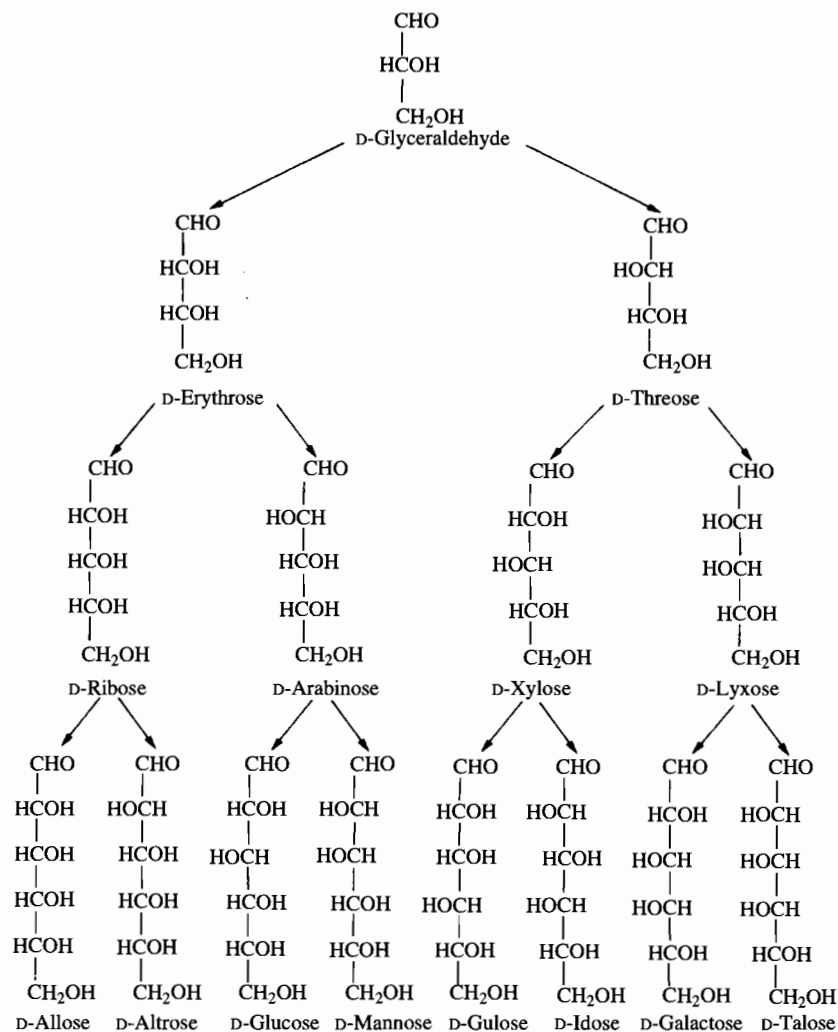 CHO
HCOH
CH₂OH
D-Glyceraldehyde
CHO CHO
HCOH HOCH
HCOH HCOH
CH₂OH CH₂OH
D-Erythrose D-Threose
CHO CHO CHO CHO
HCOH HOCH HCOH HOCH
HCOH HCOH HOCH HOCH
HCOH HCOH HCOH HCOH
CH₂OH CH₂OH CH₂OH CH₂OH
D-Ribose D-Arabinose D-Xylose D-Lyxose
CHO CHO CHO CHO CHO CHO CHO CHO
HCOH HOCH HCOH HOCH HCOH HOCH HCOH HOCH
HCOH HCOH HOCH HOCH HCOH HCOH HOCH HOCH
HCOH HCOH HCOH HCOH HOCH HOCH HOCH HOCH
HCOH HCOH HCOH HCOH HCOH HCOH HCOH HCOH
CH₂OH CH₂OH CH₂OH CH₂OH CH₂OH CH₂OH CH₂OH CH₂OH
D-Allose D-Altrose D-Glucose D-Mannose D-Gulose D-Idose D-Galactose D-Talose